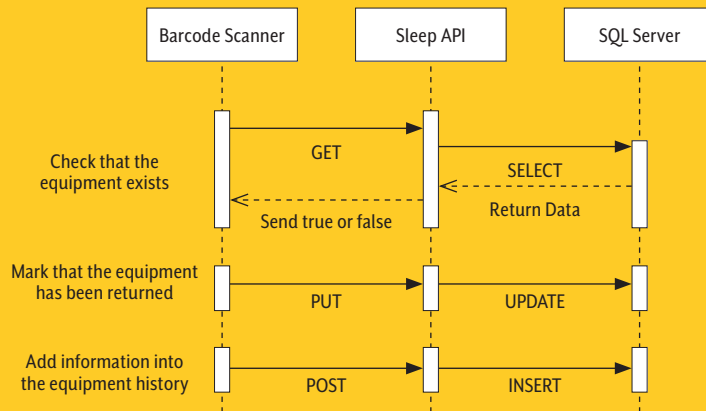 Barcode Scanner
Sleep API
SQL Server
Check that the
equipment exists
GET
SELECT
Send true or false
Return Data
Mark that the equipment
has been returned
PUT
UPDATE
Add information into
the equipment history
POST
INSERT